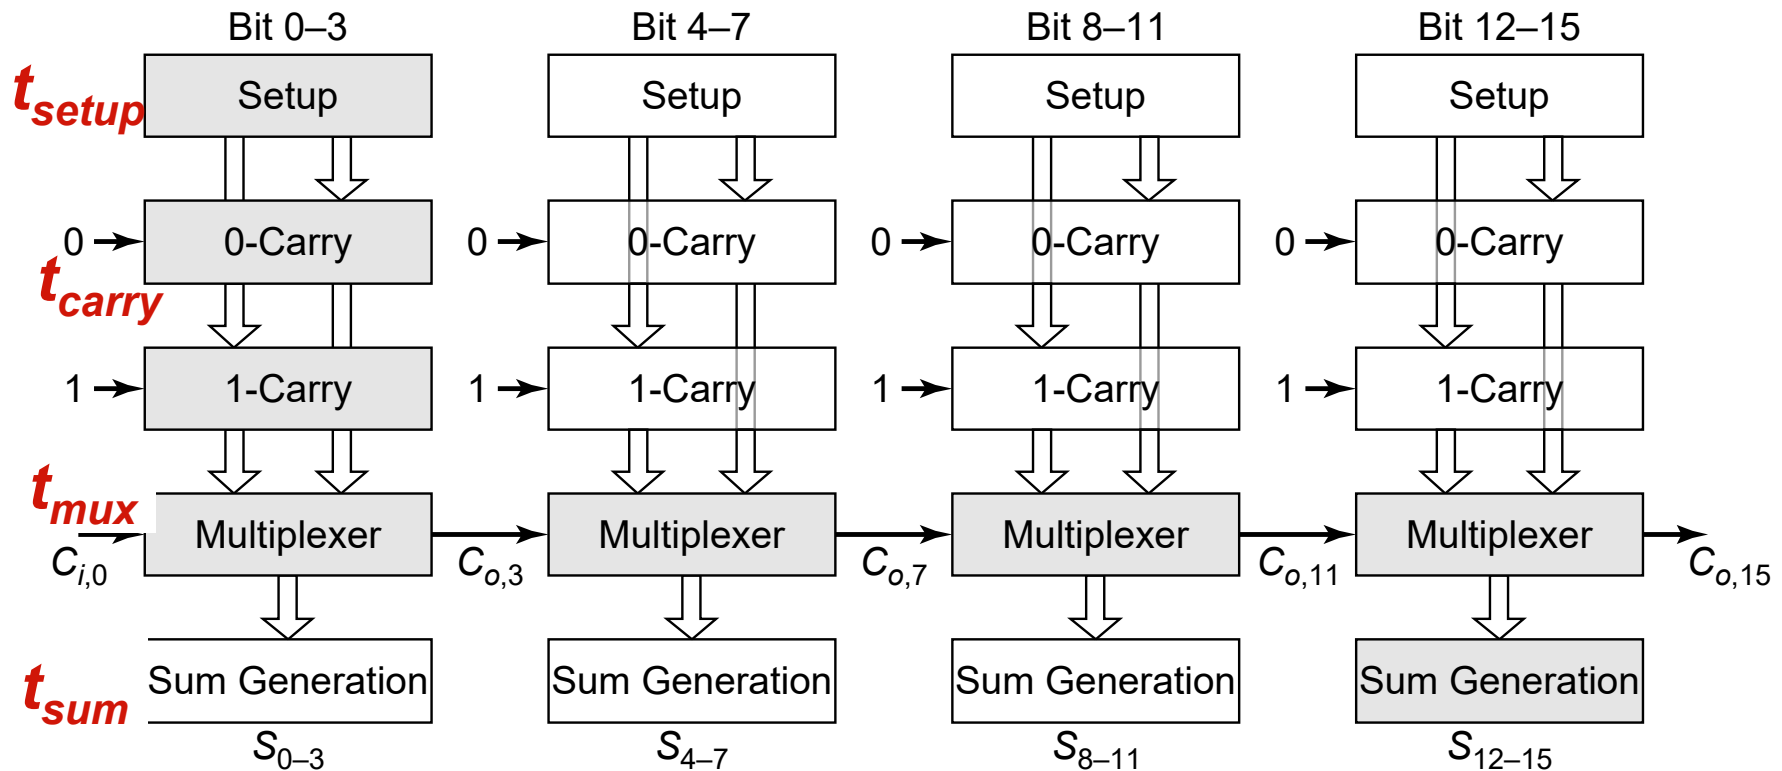 Bit 0–3 Bit 4–7 Bit 8–11 Bit 12–15
t_setup Setup Setup Setup Setup
0 0-Carry 0 0-Carry 0 0-Carry 0 0-Carry
t_carry
1 1-Carry 1 1-Carry 1 1-Carry 1 1-Carry
t_mux Multiplexer Multiplexer Multiplexer Multiplexer
C_i,0 C_o,3 C_o,7 C_o,11 C_o,15
t_sum Sum Generation Sum Generation Sum Generation Sum Generation
S_0–3 S_4–7 S_8–11 S_12–15